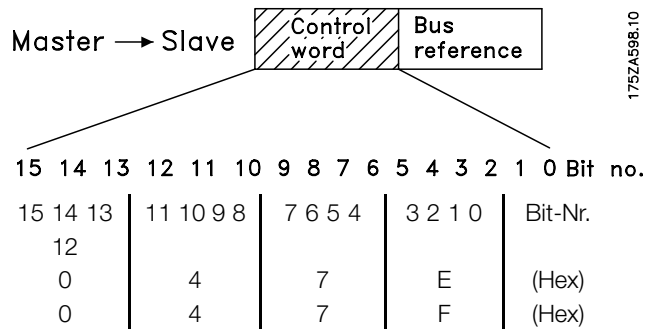 Master → Slave
Control word
Bus reference
175ZA598.10
15 14 13 12 11 10 9 8 7 6 5 4 3 2 1 0 Bit no.
15 14 13 12 11 10 9 8 7 6 5 4 3 2 1 0 Bit-Nr.
0 4 7 E (Hex)
0 4 7 F (Hex)